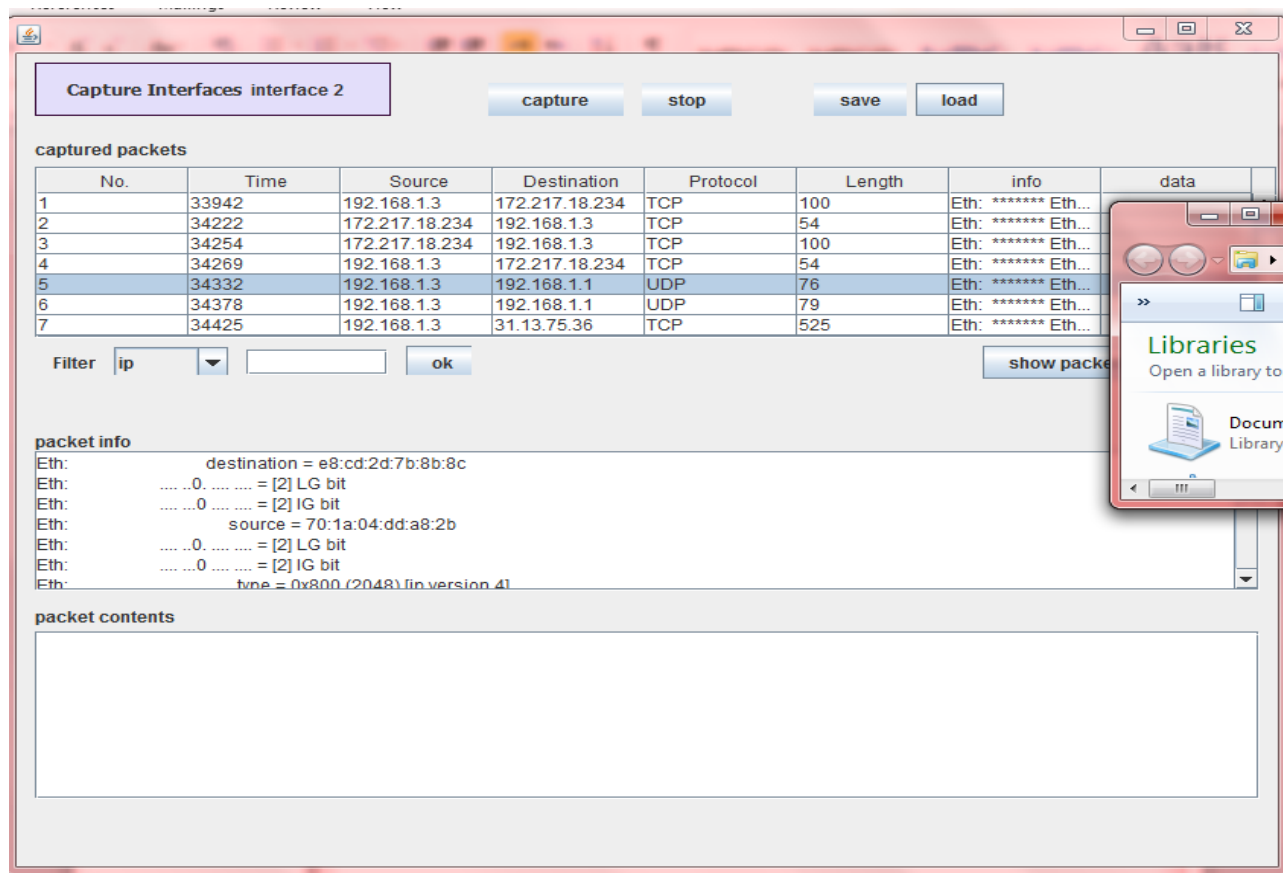 Capture Interfaces interface 2
capture stop save load
captured packets
No. Time Source Destination Protocol Length info data
1 33942 192.168.1.3 172.217.18.234 TCP 100 Eth: ******* Eth...
2 34222 172.217.18.234 192.168.1.3 TCP 54 Eth: ******* Eth...
3 34254 172.217.18.234 192.168.1.3 TCP 100 Eth: ******* Eth...
4 34269 192.168.1.3 172.217.18.234 TCP 54 Eth: ******* Eth...
5 34332 192.168.1.3 192.168.1.1 UDP 76 Eth: ******* Eth...
6 34378 192.168.1.3 192.168.1.1 UDP 79 Eth: ******* Eth...
7 34425 192.168.1.3 31.13.75.36 TCP 525 Eth: ******* Eth...
Filter ip ok show packe
»
Libraries
Open a library to
Docum
Library
packet info
Eth: destination = e8:cd:2d:7b:8b:8c
Eth: .... ..0. .... .... = [2] LG bit
Eth: .... ...0 .... .... = [2] IG bit
Eth: source = 70:1a:04:dd:a8:2b
Eth: .... ..0. .... .... = [2] LG bit
Eth: .... ...0 .... .... = [2] IG bit
Eth: type = 0x800 (2048) [ip version 4]
packet contents